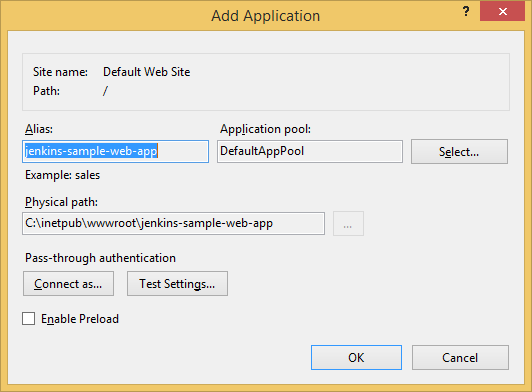 Add Application
?
Site name: Default Web Site
Path: /
Alias:
Application pool:
jenkins-sample-web-app
DefaultAppPool
Select...
Example: sales
Physical path:
C:\inetpub\wwwroot\jenkins-sample-web-app
...
Pass-through authentication
Connect as...
Test Settings...
Enable Preload
OK
Cancel